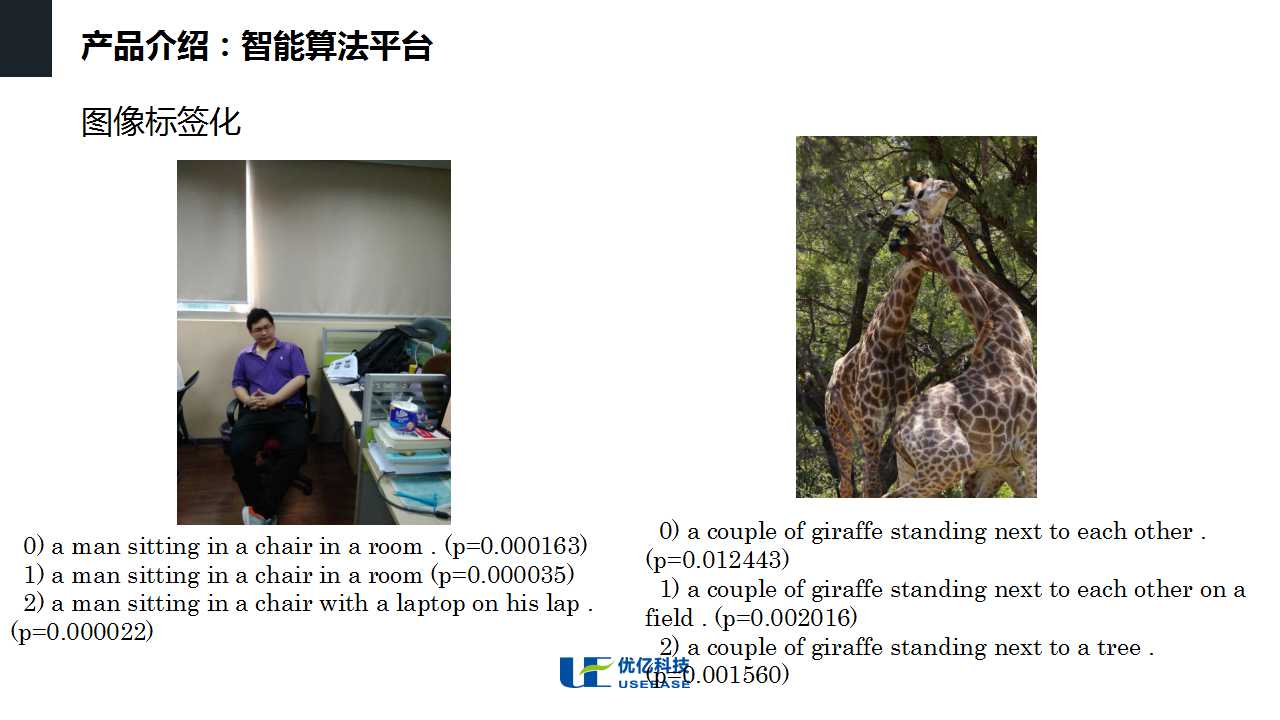 产品介绍：智能算法平台
图像标签化
0) a man sitting in a chair in a room . (p=0.000163)
1) a man sitting in a chair in a room (p=0.000035)
2) a man sitting in a chair with a laptop on his lap .
(p=0.000022)
0) a couple of giraffe standing next to each other .
(p=0.012443)
1) a couple of giraffe standing next to each other on a
field . (p=0.002016)
2) a couple of giraffe standing next to a tree .
(p=0.001560)
UE 优亿科技
USEEASE